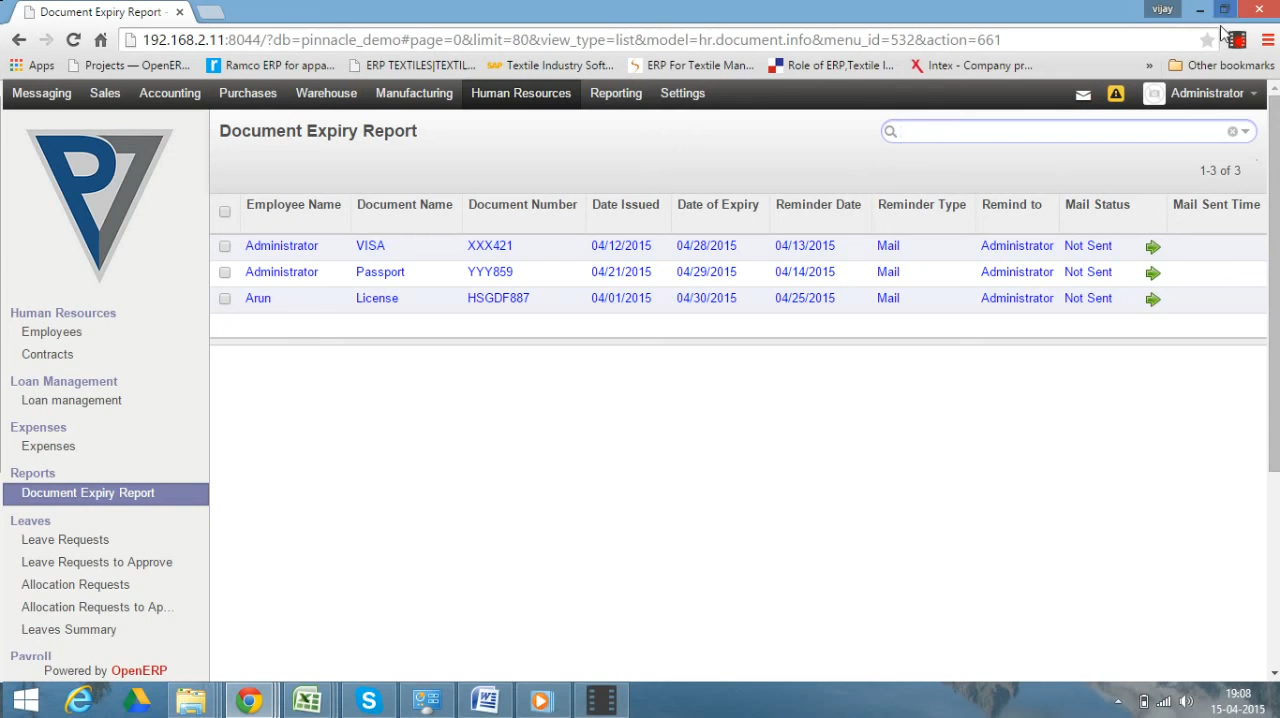 Document Expiry Report -
vijay
192.168.2.11:8044/?db=pinnacle_demo#page=0&limit=80&view_type=list&model=hr.document.info&menu_id=532&action=661
Apps Projects — OpenER... Ramco ERP for appa... ERP TEXTILES|TEXTIL... Textile Industry Soft... ERP For Textile Man... Role of ERP,Textile I... Intex - Company pr... » Other bookmarks
Messaging Sales Accounting Purchases Warehouse Manufacturing Human Resources Reporting Settings Administrator
Document Expiry Report
1-3 of 3
Employee Name Document Name Document Number Date Issued Date of Expiry Reminder Date Reminder Type Remind to Mail Status Mail Sent Time
Administrator VISA XXX421 04/12/2015 04/28/2015 04/13/2015 Mail Administrator Not Sent
Administrator Passport YYY859 04/21/2015 04/29/2015 04/14/2015 Mail Administrator Not Sent
Arun License HSGDF887 04/01/2015 04/30/2015 04/25/2015 Mail Administrator Not Sent
P7
Human Resources
Employees
Contracts
Loan Management
Loan management
Expenses
Expenses
Reports
Document Expiry Report
Leaves
Leave Requests
Leave Requests to Approve
Allocation Requests
Allocation Requests to Ap...
Leaves Summary
Payroll
Powered by OpenERP
19:08
15-04-2015